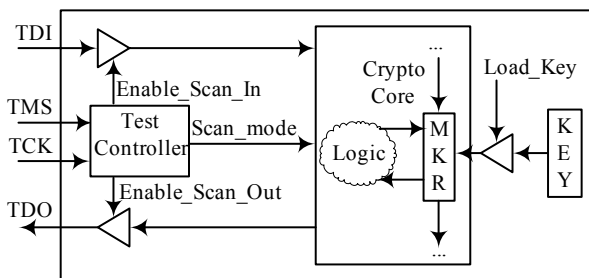 TDI
TMS
TCK
TDO
Enable_Scan_In
Test
Controller
Scan_mode
Enable_Scan_Out
...
Crypto
Core
Logic
M
K
R
...
Load_Key
K
E
Y